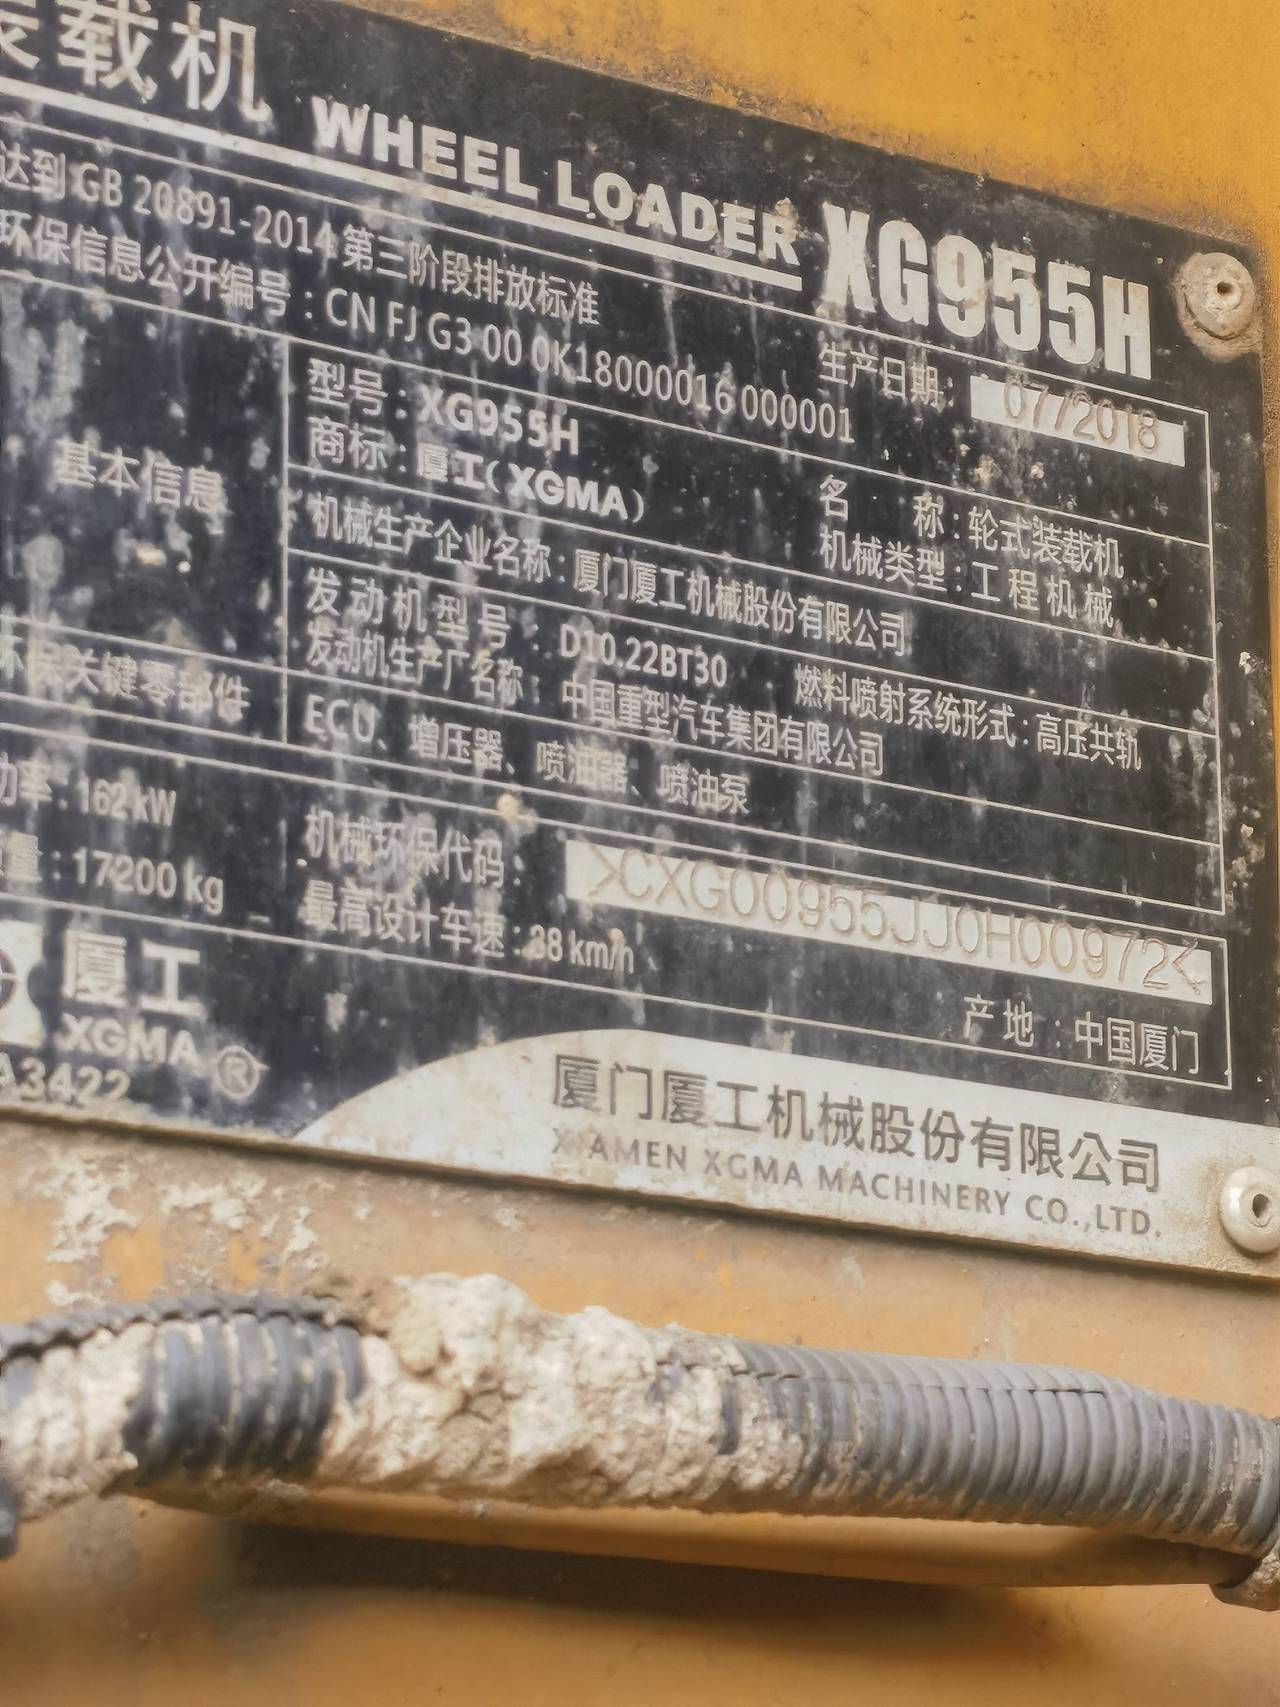 装载机 WHEEL LOADER XG955H
达到 GB 20891-2014 第三阶段排放标准
生产日期: 07/2018
环保信息公开编号:CN FJ G3 00 0K18000016 000001
基本信息
型号:XG955H
名 称:轮式装载机
商标:厦工(XGMA)
机械类型:工程机械
机械生产企业名称:厦门厦工机械股份有限公司
发动机型号:D10.22BT30
燃料喷射系统形式:高压共轨
发动机生产厂名称:中国重型汽车集团有限公司
环保关键零部件
ECU、增压器、喷油器、喷油泵
功率:162 kW
机械环保代码:>CXG00955JJ0H00972<
量:17200 kg
最高设计车速:38 km/h
产地:中国厦门
厦工
XGMA®
A3422
厦门厦工机械股份有限公司
XIAMEN XGMA MACHINERY CO.,LTD.